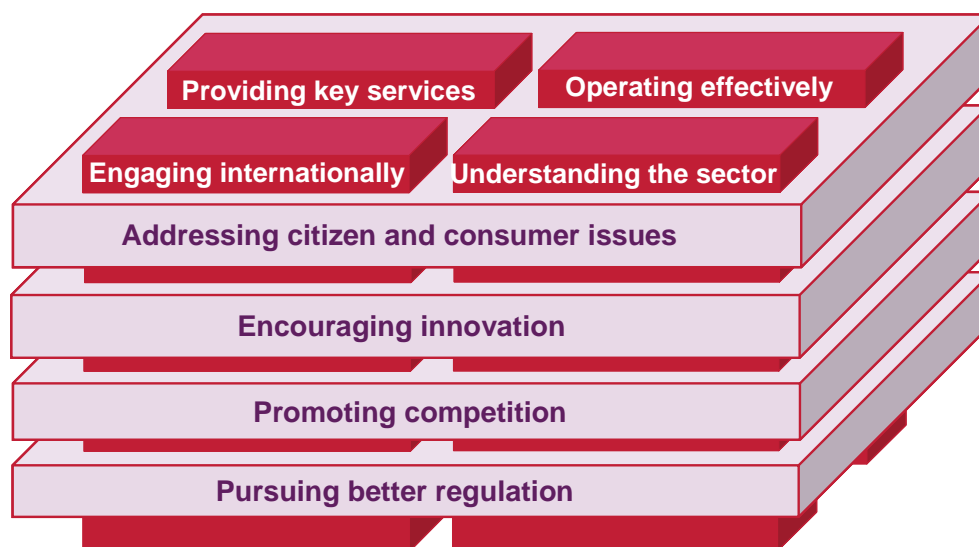 Providing key services
Operating effectively
Engaging internationally
Understanding the sector
Addressing citizen and consumer issues
Encouraging innovation
Promoting competition
Pursuing better regulation